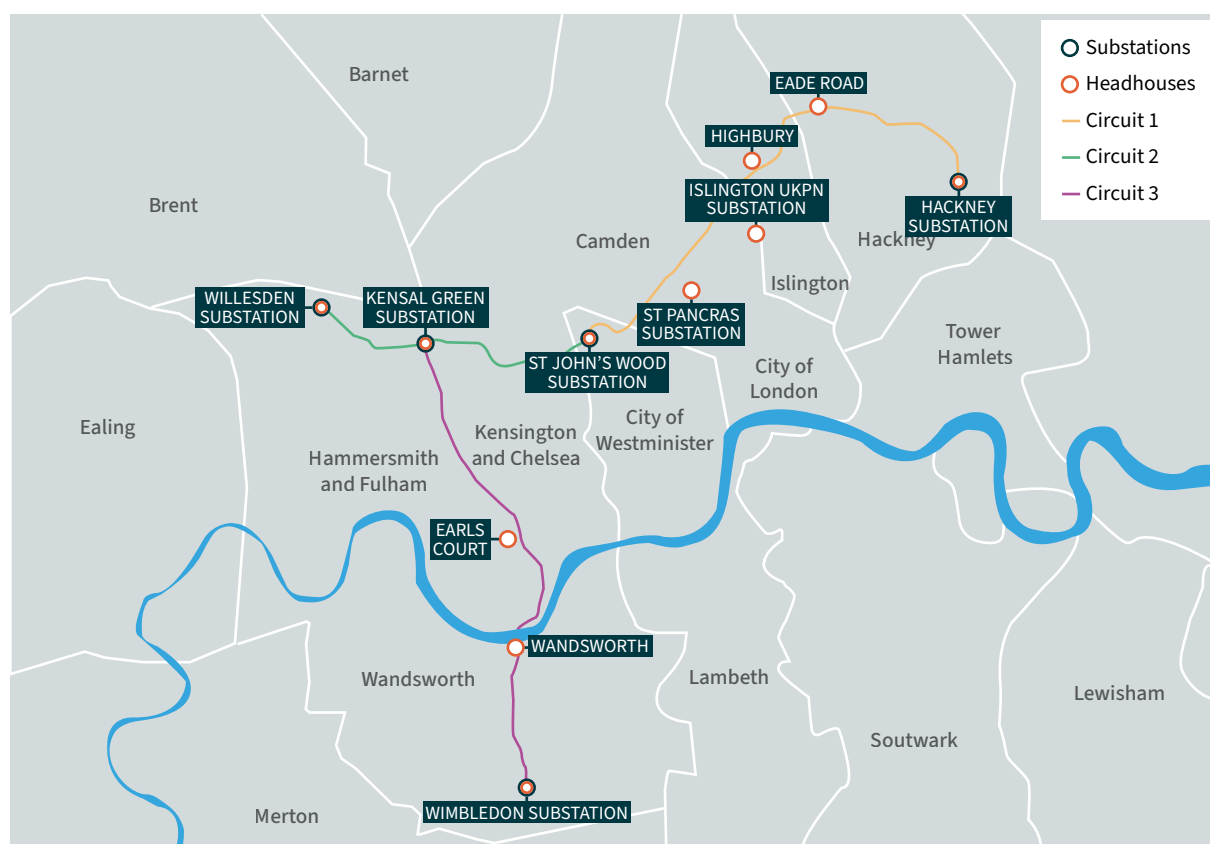 Substations
Headhouses
Circuit 1
Circuit 2
Circuit 3
Barnet
EADE ROAD
HIGHBURY
ISLINGTON UKPN
SUBSTATION
HACKNEY
SUBSTATION
Brent
Camden
Hackney
Islington
WILLESDEN
SUBSTATION
KENSAL GREEN
SUBSTATION
ST PANCRAS
SUBSTATION
ST JOHN'S WOOD
SUBSTATION
Tower
Hamlets
City of
London
Ealing
Hammersmith
and Fulham
Kensington
and Chelsea
City of
Westminister
EARLS
COURT
WANDSWORTH
Wandsworth
Lambeth
Lewisham
Soutwark
WIMBLEDON SUBSTATION
Merton